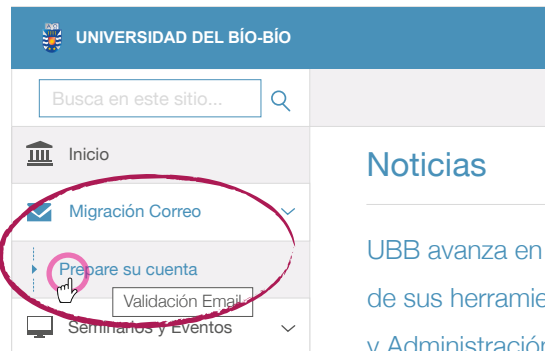 UNIVERSIDAD DEL BÍO-BÍO
Busca en este sitio...
Inicio
Migración Correo
Prepare su cuenta
Validación Email
Seminarios y Eventos
Noticias
UBB avanza en
de sus herramie
y Administración